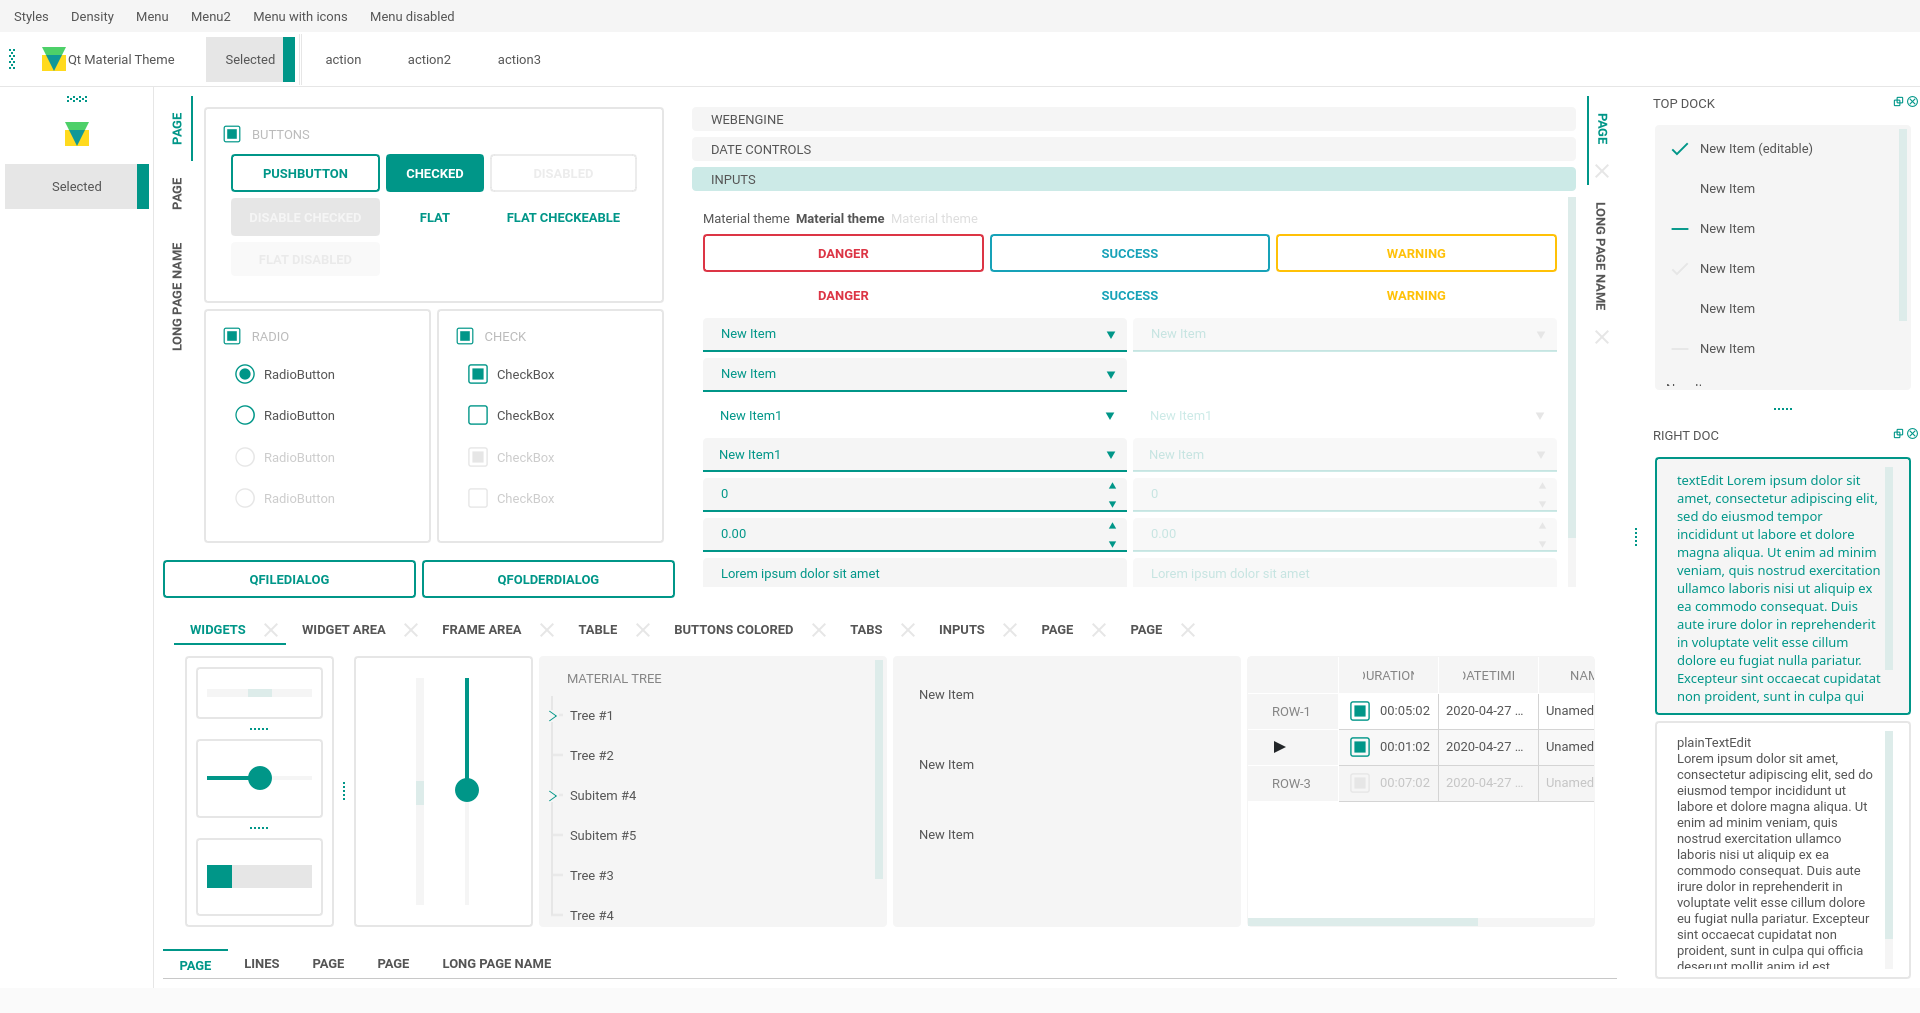 Styles Density Menu Menu2 Menu with icons Menu disabled
Qt Material Theme Selected action action2 action3
Selected
PAGE
PAGE
LONG PAGE NAME
BUTTONS
PUSHBUTTON CHECKED DISABLED
DISABLE CHECKED FLAT FLAT CHECKEABLE
FLAT DISABLED
RADIO
RadioButton
RadioButton
RadioButton
RadioButton
CHECK
CheckBox
CheckBox
CheckBox
CheckBox
QFILEDIALOG QFOLDERDIALOG
WEBENGINE
DATE CONTROLS
INPUTS
Material theme Material theme Material theme
DANGER SUCCESS WARNING
DANGER SUCCESS WARNING
New Item New Item
New Item
New Item1 New Item1
New Item1 New Item
0 0
0.00 0.00
Lorem ipsum dolor sit amet Lorem ipsum dolor sit amet
PAGE
LONG PAGE NAME
WIDGETS WIDGET AREA FRAME AREA TABLE BUTTONS COLORED TABS INPUTS PAGE PAGE
MATERIAL TREE
Tree #1
Tree #2
Subitem #4
Subitem #5
Tree #3
Tree #4
New Item
New Item
New Item
ROW-1 00:05:02 2020-04-27 ... Unamed
00:01:02 2020-04-27 ... Unamed
ROW-3 00:07:02 2020-04-27 ... Unamed
PAGE LINES PAGE PAGE LONG PAGE NAME
TOP DOCK
New Item (editable)
New Item
New Item
New Item
New Item
New Item
RIGHT DOC
textEdit Lorem ipsum dolor sit
amet, consectetur adipiscing elit,
sed do eiusmod tempor
incididunt ut labore et dolore
magna aliqua. Ut enim ad minim
veniam, quis nostrud exercitation
ullamco laboris nisi ut aliquip ex
ea commodo consequat. Duis
aute irure dolor in reprehenderit
in voluptate velit esse cillum
dolore eu fugiat nulla pariatur.
Excepteur sint occaecat cupidatat
non proident, sunt in culpa qui
plainTextEdit
Lorem ipsum dolor sit amet,
consectetur adipiscing elit, sed do
eiusmod tempor incididunt ut
labore et dolore magna aliqua. Ut
enim ad minim veniam, quis
nostrud exercitation ullamco
laboris nisi ut aliquip ex ea
commodo consequat. Duis aute
irure dolor in reprehenderit in
voluptate velit esse cillum dolore
eu fugiat nulla pariatur. Excepteur
sint occaecat cupidatat non
proident, sunt in culpa qui officia
deserunt mollit anim id est